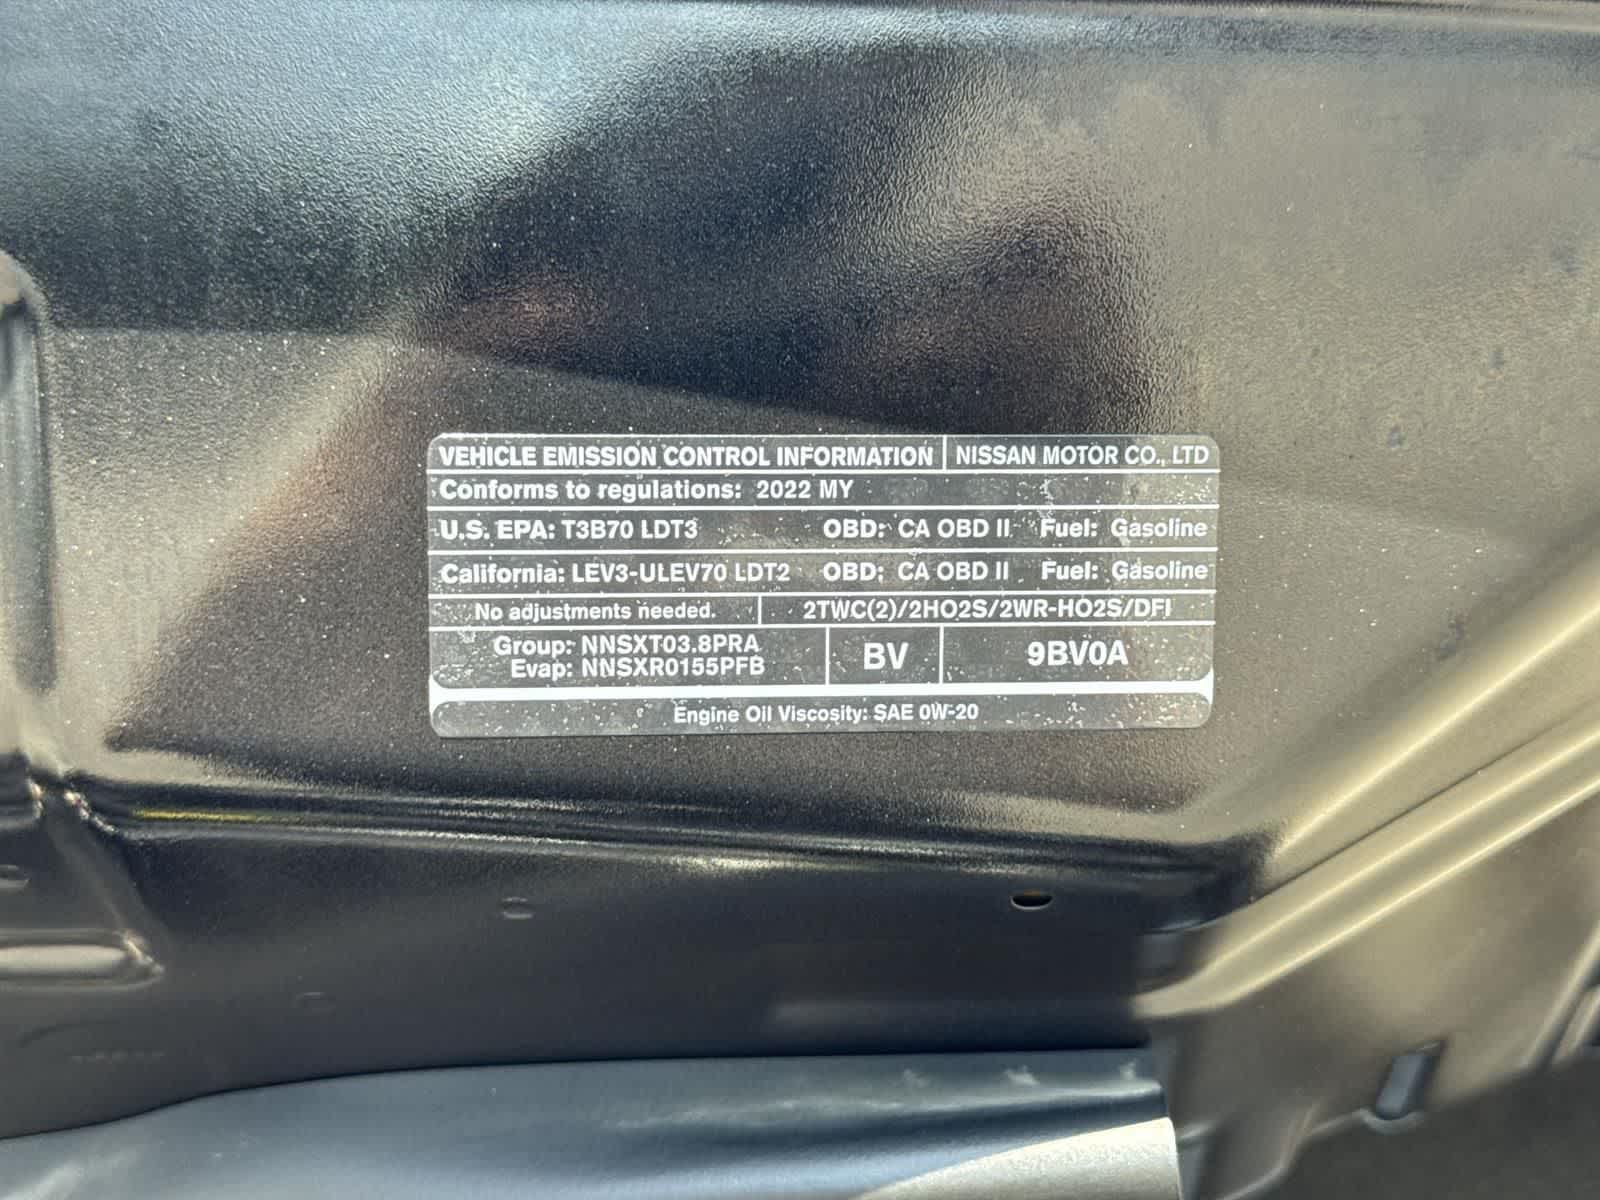 VEHICLE EMISSION CONTROL INFORMATION NISSAN MOTOR CO., LTD
Conforms to regulations: 2022 MY
U.S. EPA: T3B70 LDT3 OBD: CA OBD II Fuel: Gasoline
California: LEV3-ULEV70 LDT2 OBD: CA OBD II Fuel: Gasoline
No adjustments needed. 2TWC(2)/2HO2S/2WR-HO2S/DFI
Group: NNSXT03.8PRA
Evap: NNSXR0155PFB
BV 9BV0A
Engine Oil Viscosity: SAE 0W-20